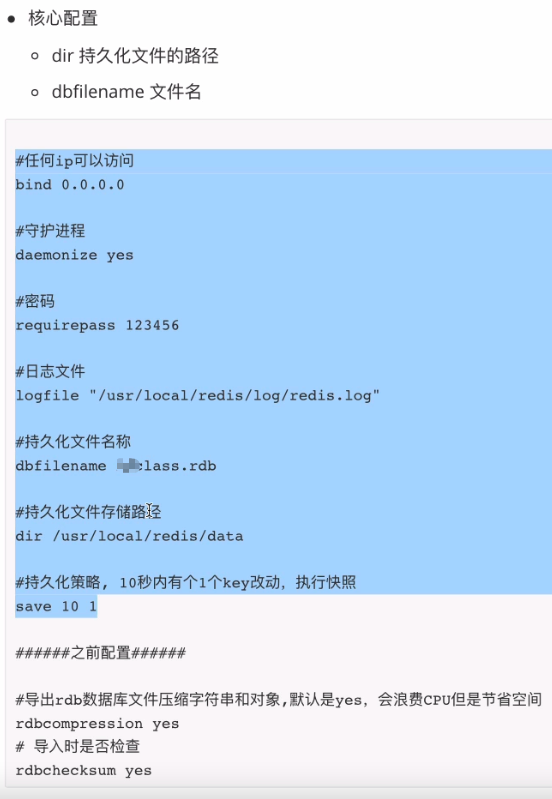 核心配置
dir 持久化文件的路径
dbfilename 文件名
#任何ip可以访问
bind 0.0.0.0
#守护进程
daemonize yes
#密码
requirepass 123456
#日志文件
logfile "/usr/local/redis/log/redis.log"
#持久化文件名称
dbfilename class.rdb
#持久化文件存储路径
dir /usr/local/redis/data
#持久化策略, 10秒内有个1个key改动，执行快照
save 10 1
######之前配置######
#导出rdb数据库文件压缩字符串和对象,默认是yes，会浪费CPU但是节省空间
rdbcompression yes
# 导入时是否检查
rdbchecksum yes